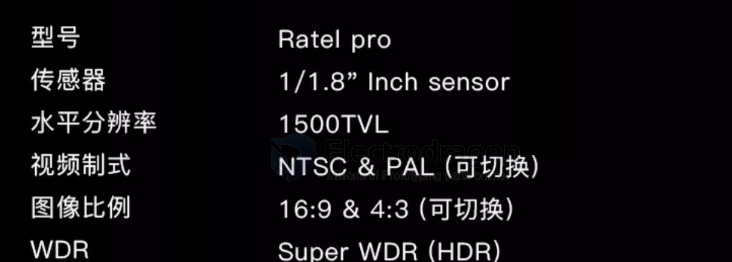 型号 Ratel pro
传感器 1/1.8” Inch sensor
水平分辨率 1500TVL
Electrodragon
视频制式 NTSC & PAL (可切换)
图像比例 16:9 & 4:3 (可切换)
WDR Super WDR (HDR)